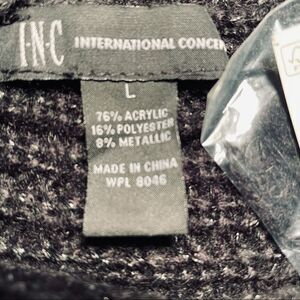 I·N·C INTERNATIONAL CONCE
L
76% ACRYLIC
16% POLYESTER
8% METALLIC
MADE IN CHINA
WPL 8046